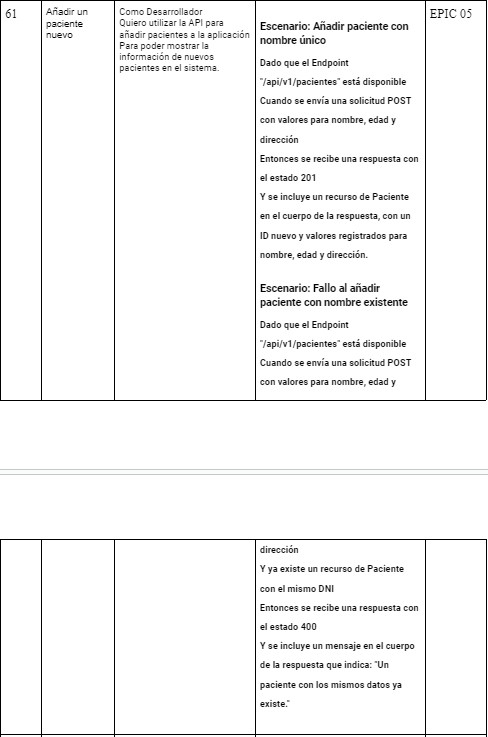 61
Añadir un
paciente
nuevo
Como Desarrollador
Quiero utilizar la API para
añadir pacientes a la aplicación
Para poder mostrar la
información de nuevos
pacientes en el sistema.
Escenario: Añadir paciente con
nombre único
Dado que el Endpoint
"/api/v1/pacientes" está disponible
Cuando se envía una solicitud POST
con valores para nombre, edad y
dirección
Entonces se recibe una respuesta con
el estado 201
Y se incluye un recurso de Paciente
en el cuerpo de la respuesta, con un
ID nuevo y valores registrados para
nombre, edad y dirección.
Escenario: Fallo al añadir
paciente con nombre existente
Dado que el Endpoint
"/api/v1/pacientes" está disponible
Cuando se envía una solicitud POST
con valores para nombre, edad y
EPIC 05
dirección
Y ya existe un recurso de Paciente
con el mismo DNI
Entonces se recibe una respuesta con
el estado 400
Y se incluye un mensaje en el cuerpo
de la respuesta que indica: "Un
paciente con los mismos datos ya
existe."